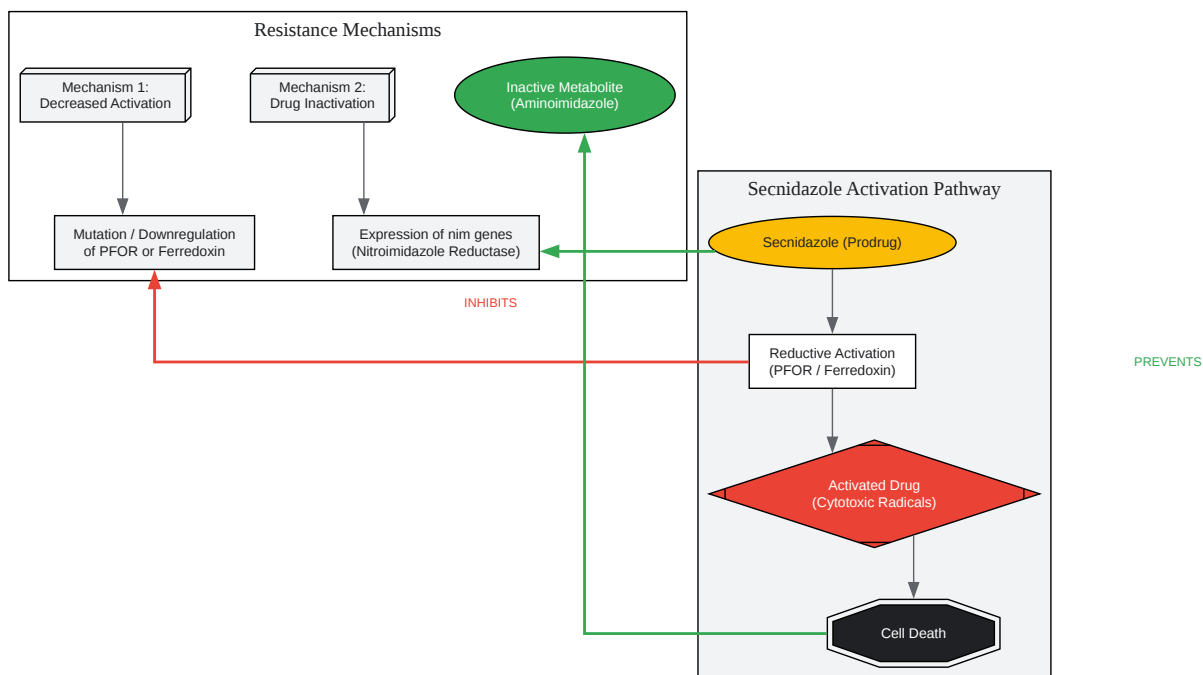 Resistance Mechanisms
Mechanism 1:
Decreased Activation
Mechanism 2:
Drug Inactivation
Inactive Metabolite
(Aminoimidazole)
Mutation / Downregulation
of PFOR or Ferredoxin
Expression of nim genes
(Nitroimidazole Reductase)
INHIBITS
Secnidazole Activation Pathway
Secnidazole (Prodrug)
Reductive Activation
(PFOR / Ferredoxin)
PREVENTS
Activated Drug
(Cytotoxic Radicals)
Cell Death